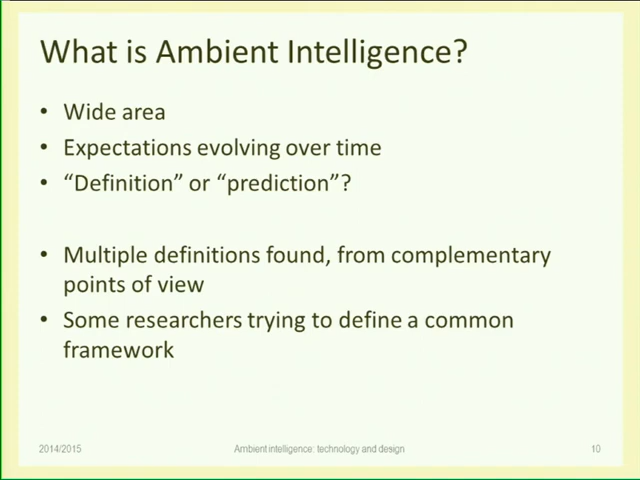 What is Ambient Intelligence?
• Wide area
• Expectations evolving over time
• “Definition” or “prediction”?
• Multiple definitions found, from complementary
points of view
• Some researchers trying to define a common
framework
2014/2015
Ambient intelligence: technology and design
10